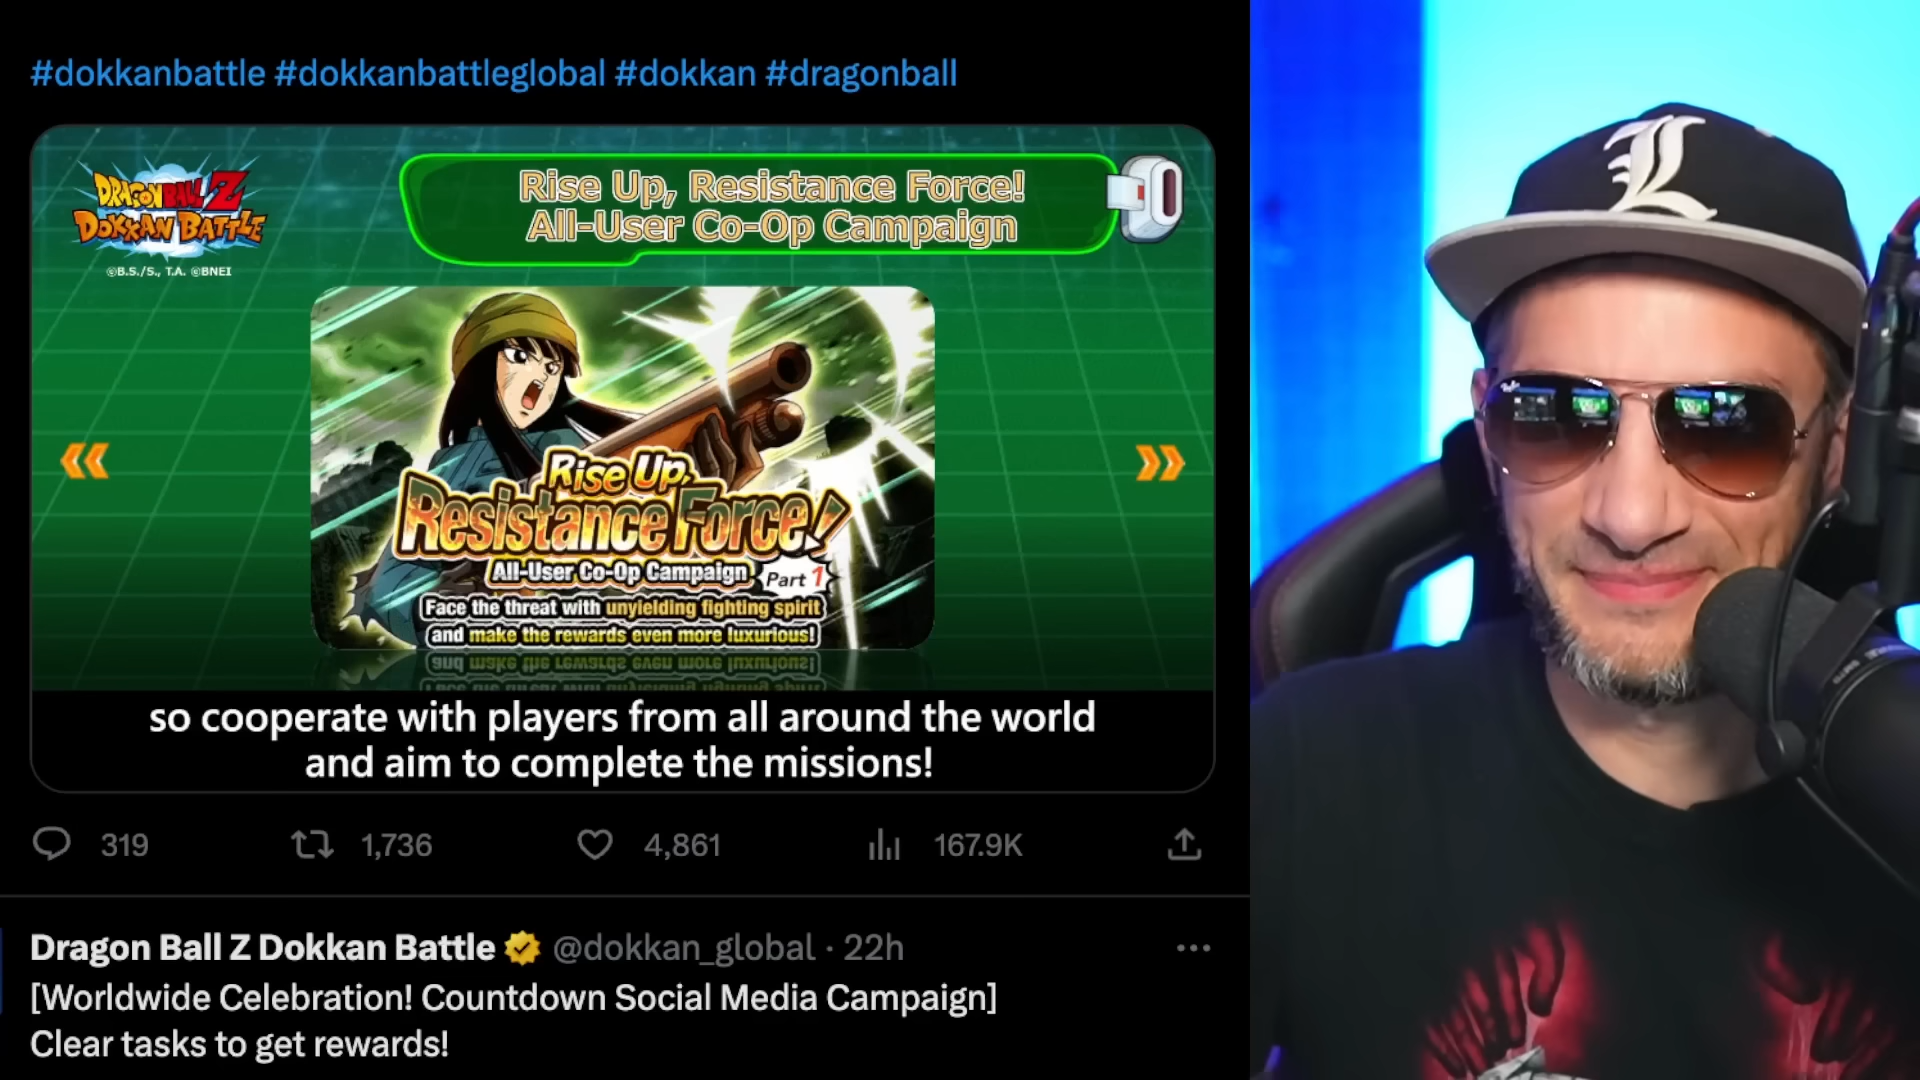 #dokkanbattle #dokkanbattleglobal #dokkan #dragonball
DRAGON BALL Z
DOKKAN BATTLE
©B.S./S., T.A. ©BNEI
Rise Up, Resistance Force!
All-User Co-Op Campaign
Rise Up,
Resistance Force!
All-User Co-Op Campaign Part 1
Face the threat with unyielding fighting spirit
and make the rewards even more luxurious!
so cooperate with players from all around the world
and aim to complete the missions!
319 1,736 4,861 167.9K
Dragon Ball Z Dokkan Battle @dokkan_global · 22h
[Worldwide Celebration! Countdown Social Media Campaign]
Clear tasks to get rewards!
L
Ray-Ban